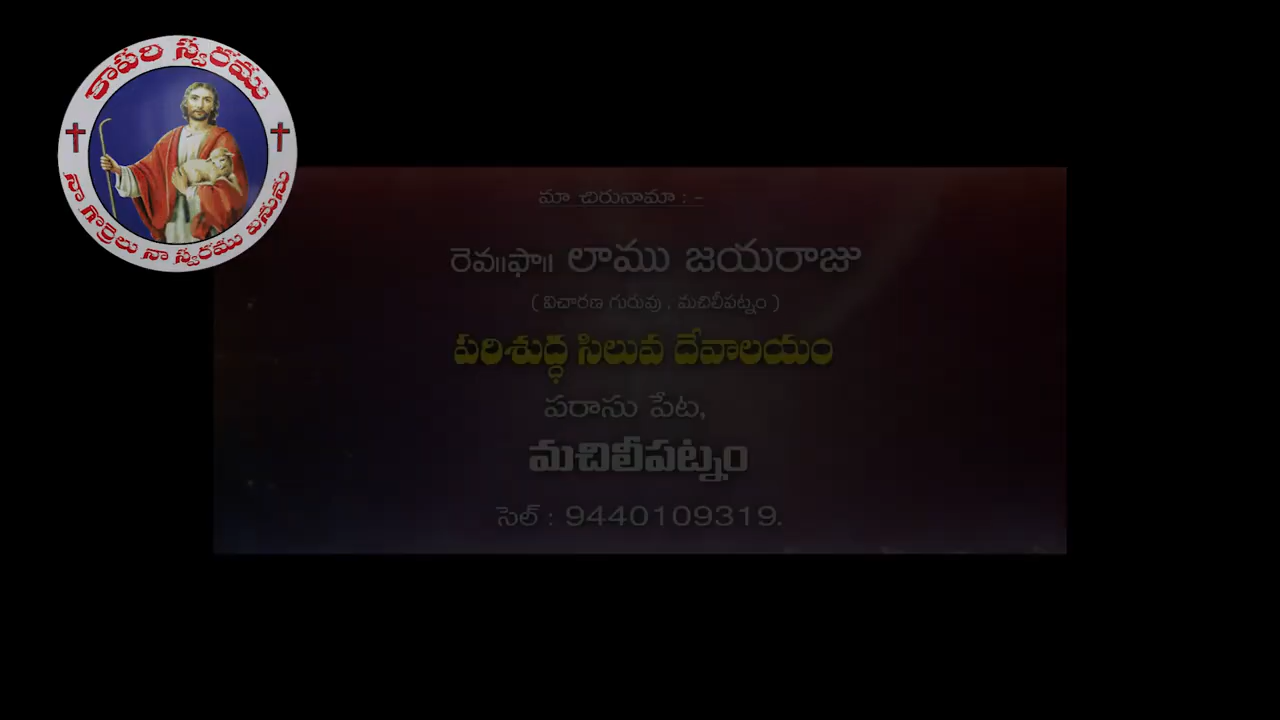 కాపరి స్వరము
నా గొర్రెలు నా స్వరము వినును
మా చిరునామా : -
రెవ॥ఫా॥ లాము జయరాజు
( విచారణ గురువు , మచిలీపట్నం )
పరిశుద్ధ సిలువ దేవాలయం
పరాసు పేట,
మచిలీపట్నం
సెల్ : 9440109319.